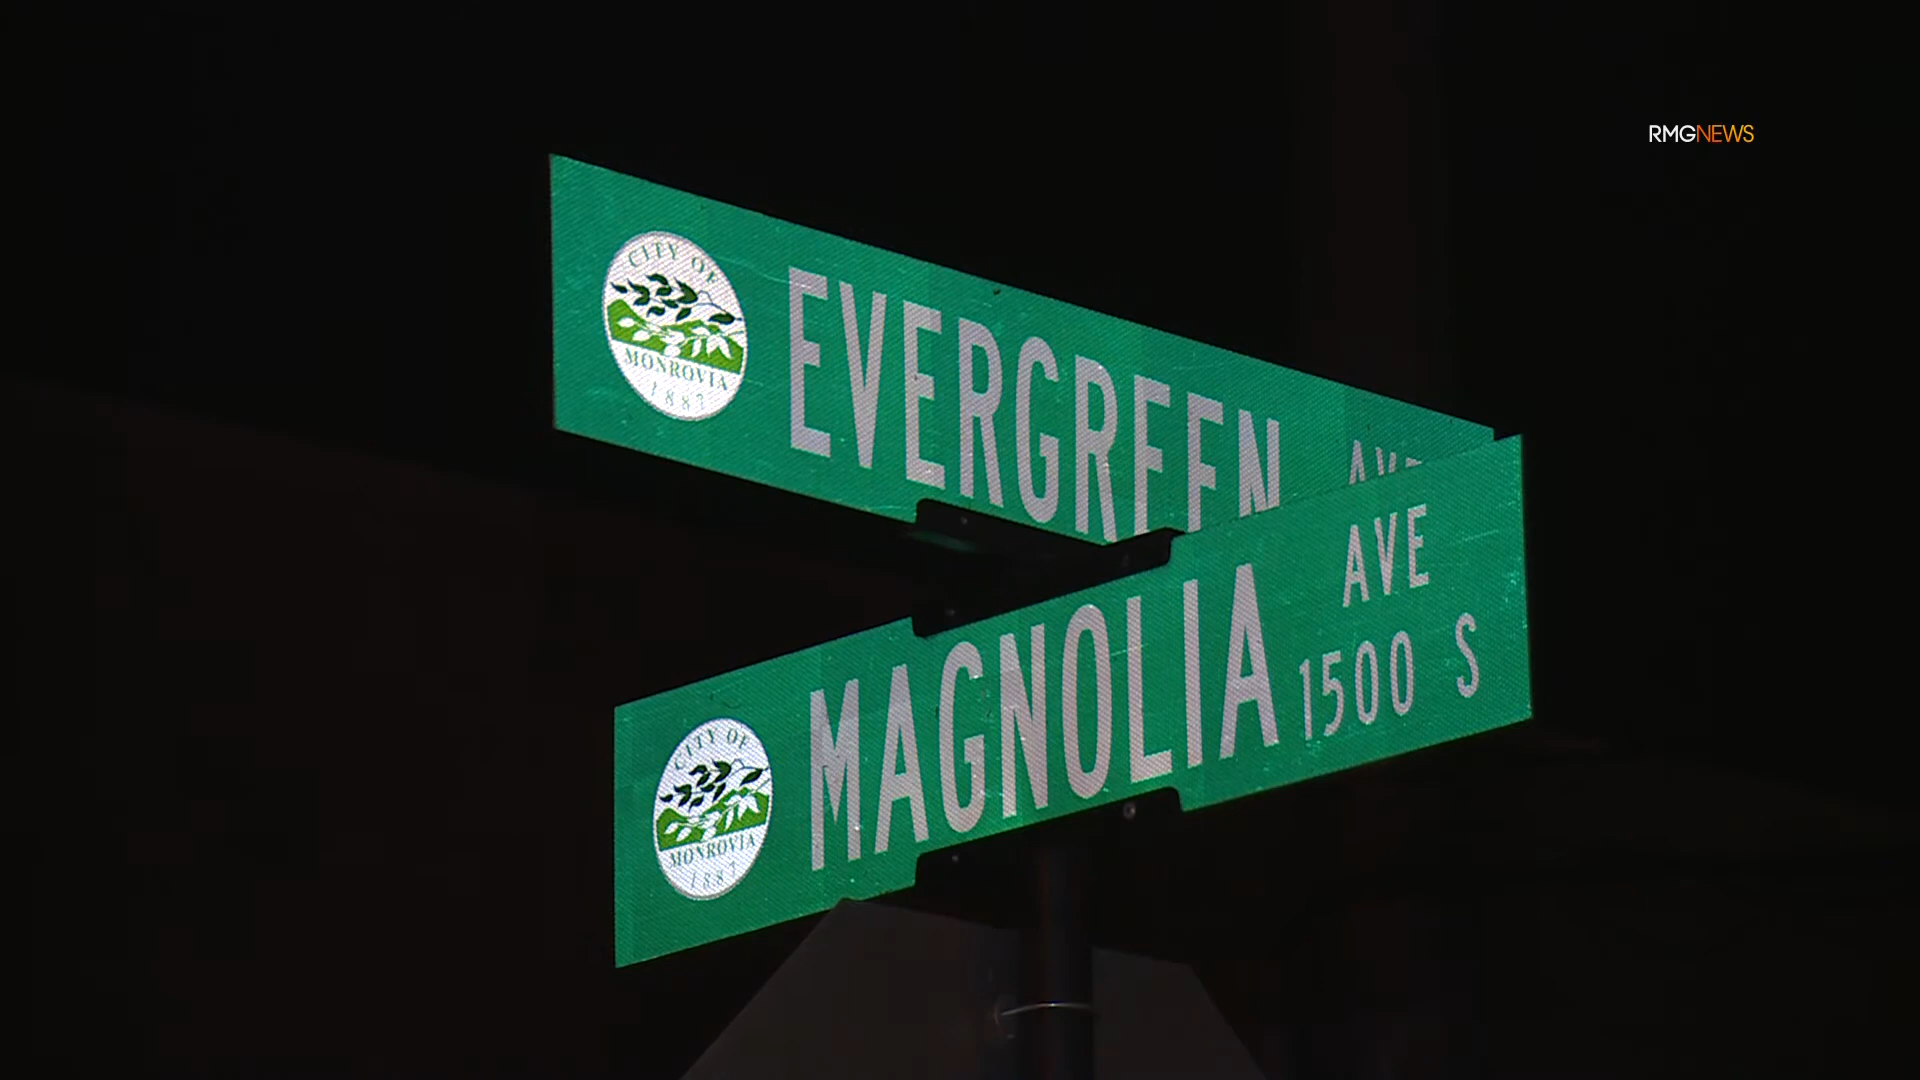 RMGNEWS
CITY OF
MONROVIA
1887
EVERGREEN AVE
CITY OF
MONROVIA
1887
MAGNOLIA AVE
1500 S